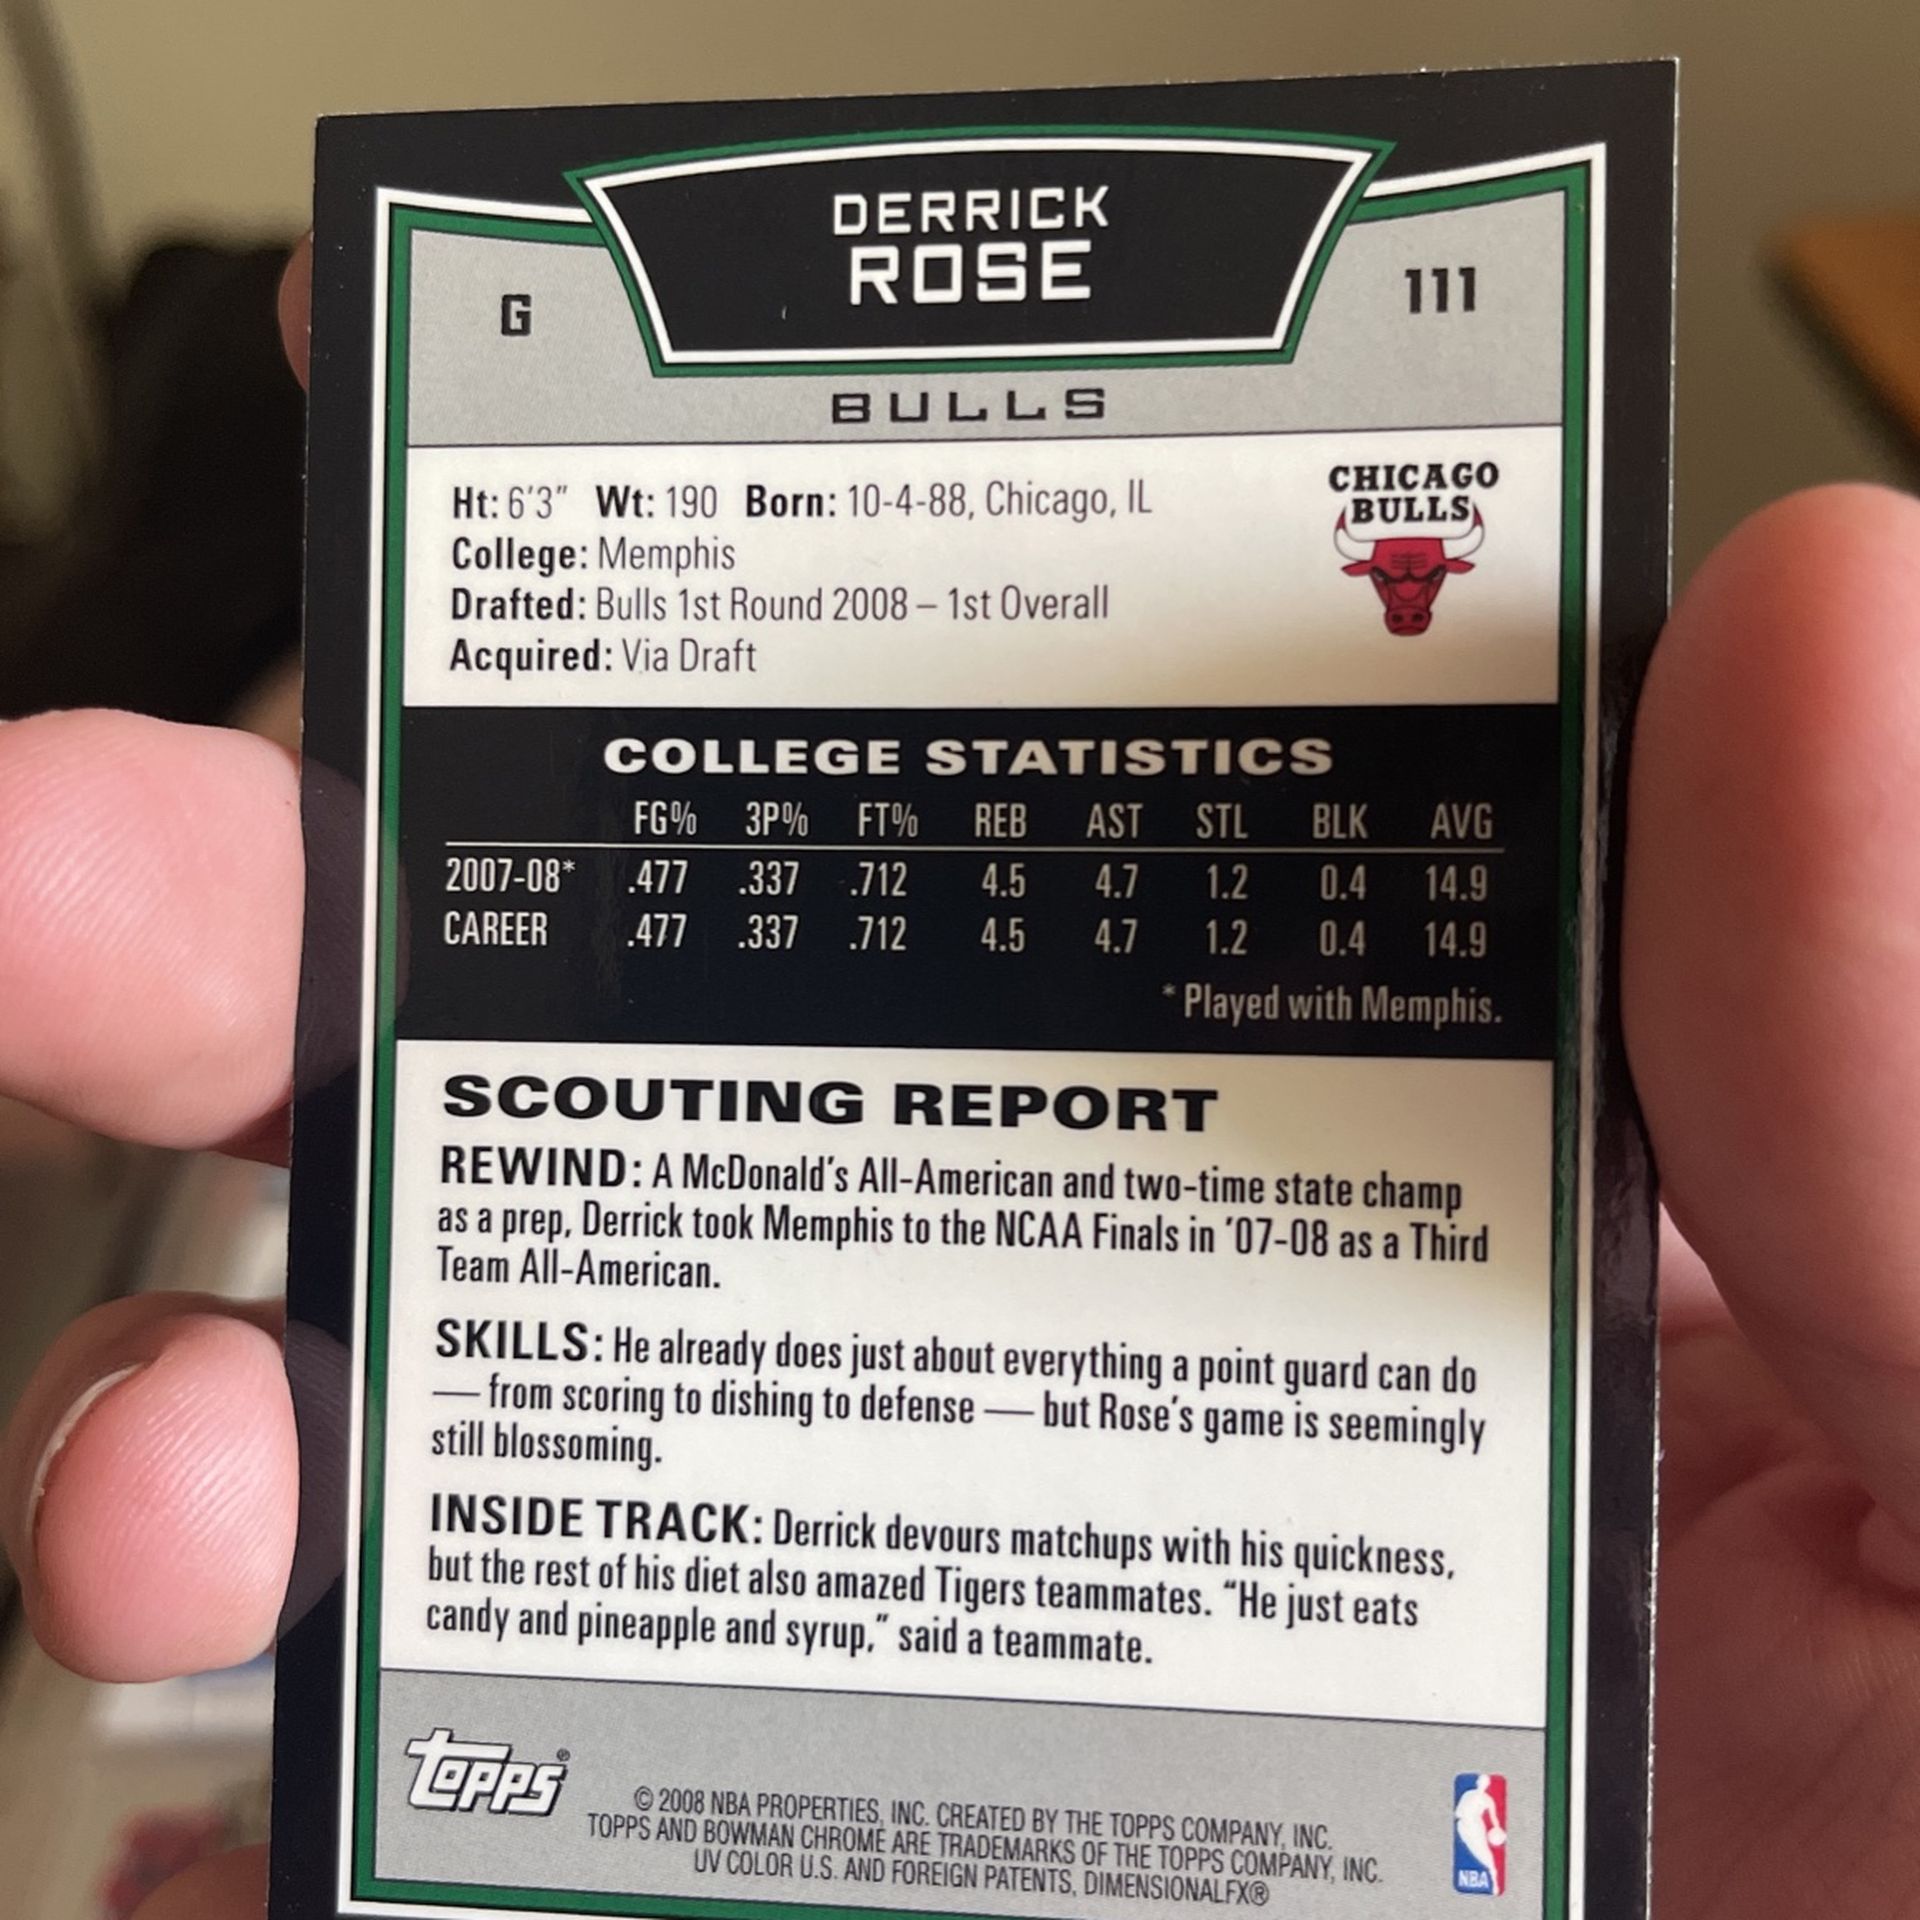 DERRICK
ROSE
G
111
BULLS
Ht: 6'3" Wt: 190 Born: 10-4-88, Chicago, IL
College: Memphis
Drafted: Bulls 1st Round 2008 – 1st Overall
Acquired: Via Draft
CHICAGO
BULLS
COLLEGE STATISTICS
FG% 3P% FT% REB AST STL BLK AVG
2007-08* .477 .337 .712 4.5 4.7 1.2 0.4 14.9
CAREER .477 .337 .712 4.5 4.7 1.2 0.4 14.9
* Played with Memphis.
SCOUTING REPORT
REWIND: A McDonald's All-American and two-time state champ
as a prep, Derrick took Memphis to the NCAA Finals in '07-08 as a Third
Team All-American.
SKILLS: He already does just about everything a point guard can do
— from scoring to dishing to defense — but Rose's game is seemingly
still blossoming.
INSIDE TRACK: Derrick devours matchups with his quickness,
but the rest of his diet also amazed Tigers teammates. "He just eats
candy and pineapple and syrup," said a teammate.
Topps®
© 2008 NBA PROPERTIES, INC. CREATED BY THE TOPPS COMPANY, INC.
TOPPS AND BOWMAN CHROME ARE TRADEMARKS OF THE TOPPS COMPANY, INC.
UV COLOR U.S. AND FOREIGN PATENTS, DIMENSIONALFX®
NBA